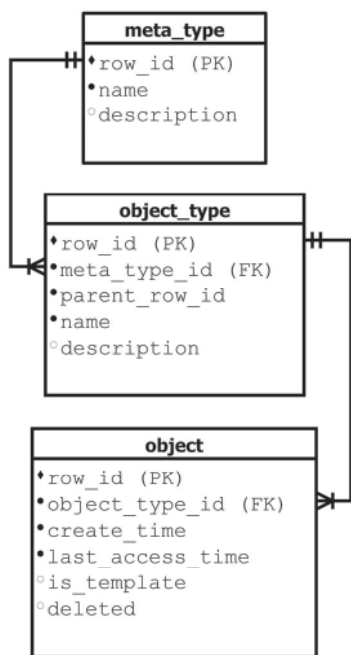 meta_type
row_id (PK)
name
description
object_type
row_id (PK)
meta_type_id (FK)
parent_row_id
name
description
object
row_id (PK)
object_type_id (FK)
create_time
last_access_time
is_template
deleted